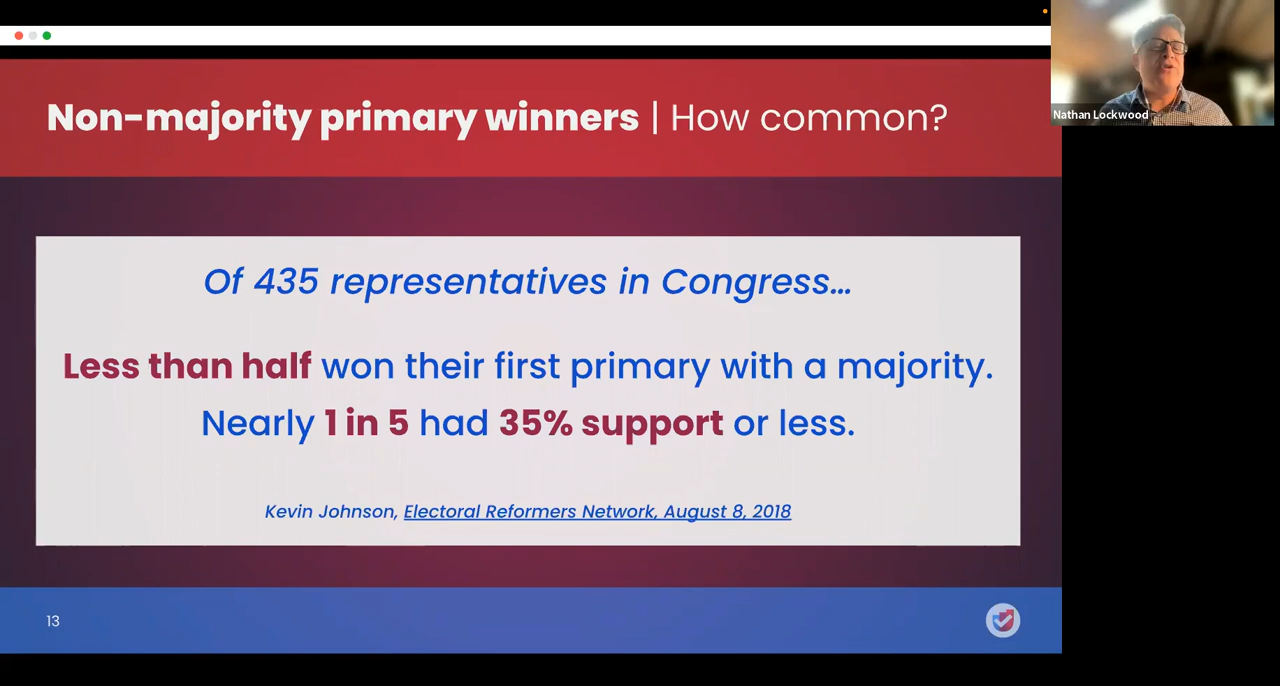 Non-majority primary winners | How common?
Nathan Lockwood
Of 435 representatives in Congress...
Less than half won their first primary with a majority.
Nearly 1 in 5 had 35% support or less.
Kevin Johnson, Electoral Reformers Network, August 8, 2018
13